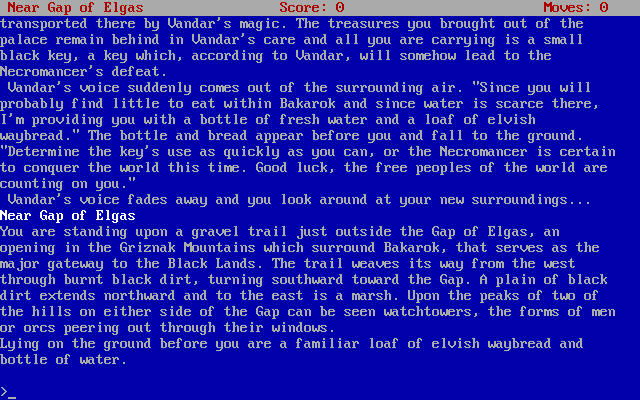 Near Gap of Elgas Score: 0 Moves: 0
transported there by Vandar's magic. The treasures you brought out of the
palace remain behind in Vandar's care and all you are carrying is a small
black key, a key which, according to Vandar, will somehow lead to the
Necromancer's defeat.
Vandar's voice suddenly comes out of the surrounding air. "Since you will
probably find little to eat within Bakarok and since water is scarce there,
I'm providing you with a bottle of fresh water and a loaf of elvish
waybread." The bottle and bread appear before you and fall to the ground.
"Determine the key's use as quickly as you can, or the Necromancer is certain
to conquer the world this time. Good luck, the free peoples of the world are
counting on you."
Vandar's voice fades away and you look around at your new surroundings...
Near Gap of Elgas
You are standing upon a gravel trail just outside the Gap of Elgas, an
opening in the Griznak Mountains which surround Bakarok, that serves as the
major gateway to the Black Lands. The trail weaves its way from the west
through burnt black dirt, turning southward toward the Gap. A plain of black
dirt extends northward and to the east is a marsh. Upon the peaks of two of
the hills on either side of the Gap can be seen watchtowers, the forms of men
or orcs peering out through their windows.
Lying on the ground before you are a familiar loaf of elvish waybread and
bottle of water.
>_